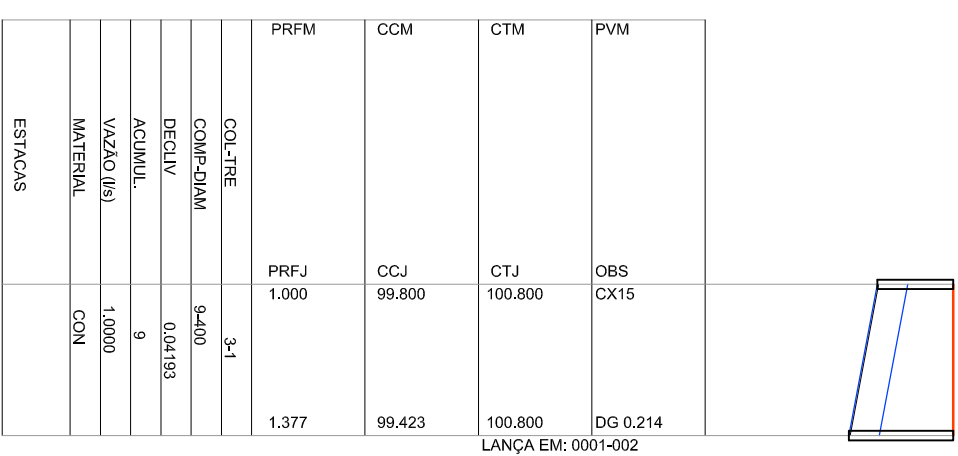 PRFM CCM CTM PVM
ESTACAS
MATERIAL
VAZÃO (l/s)
ACUMUL.
DECLIV
COMP-DIAM
COL-TRE
PRFJ CCJ CTJ OBS
1.000 99.800 100.800 CX15
CON
1.0000
9
0.04193
9-400
3-1
1.377 99.423 100.800 DG 0.214
LANÇA EM: 0001-002